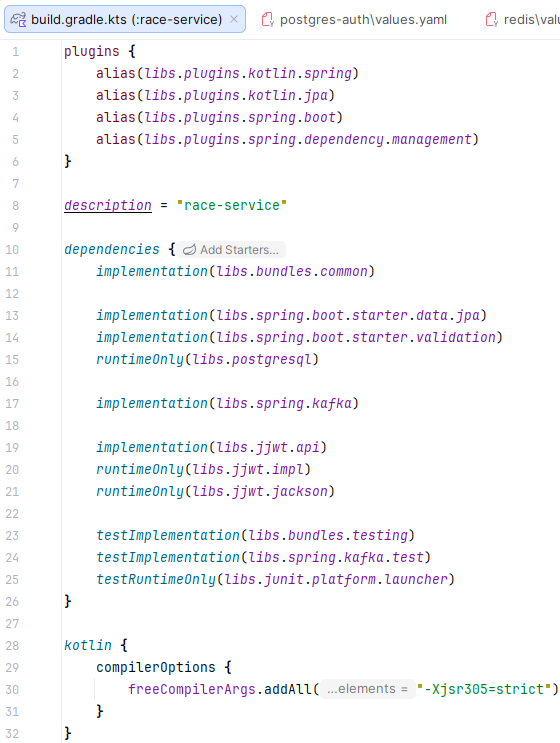 build.gradle.kts (:race-service) × postgres-auth\values.yaml redis\valu
1 plugins {
2     alias(libs.plugins.kotlin.spring)
3     alias(libs.plugins.kotlin.jpa)
4     alias(libs.plugins.spring.boot)
5     alias(libs.plugins.spring.dependency.management)
6 }
7
8 description = "race-service"
9
10 dependencies { Add Starters...
11     implementation(libs.bundles.common)
12
13     implementation(libs.spring.boot.starter.data.jpa)
14     implementation(libs.spring.boot.starter.validation)
15     runtimeOnly(libs.postgresql)
16
17     implementation(libs.spring.kafka)
18
19     implementation(libs.jjwt.api)
20     runtimeOnly(libs.jjwt.impl)
21     runtimeOnly(libs.jjwt.jackson)
22
23     testImplementation(libs.bundles.testing)
24     testImplementation(libs.spring.kafka.test)
25     testRuntimeOnly(libs.junit.platform.launcher)
26 }
27
28 kotlin {
29     compilerOptions {
30         freeCompilerArgs.addAll( ...elements = "-Xjsr305=strict")
31     }
32 }